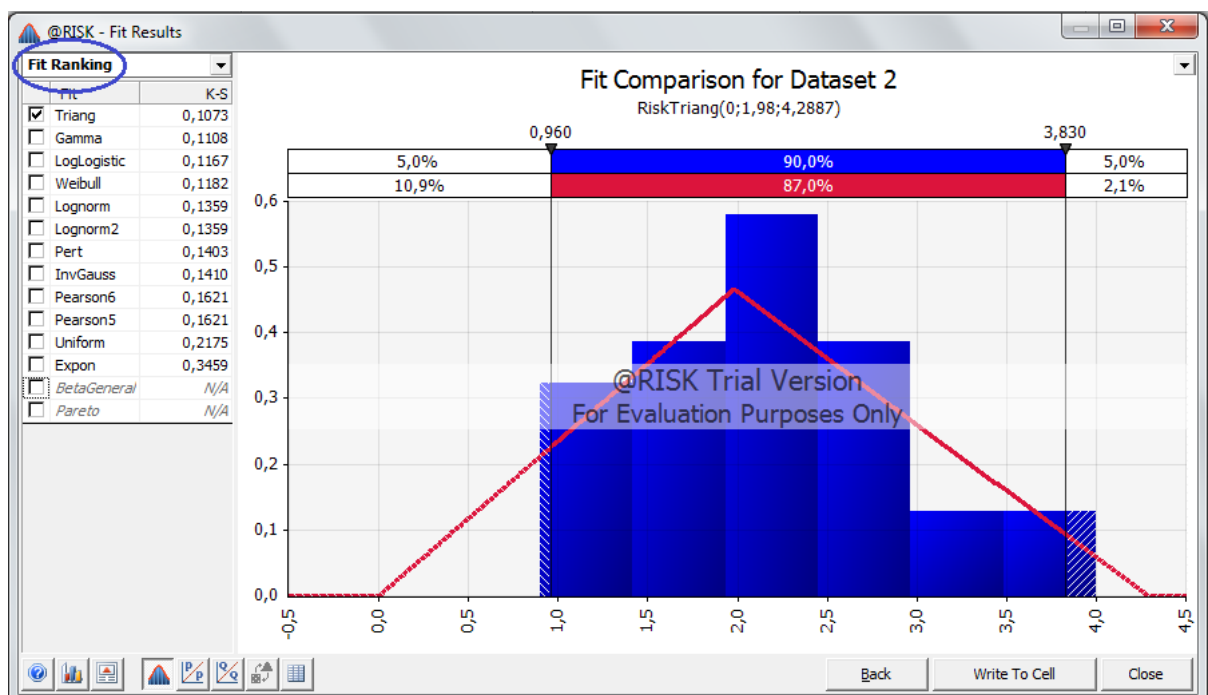 @RISK - Fit Results
Fit Ranking
Fit K-S
Triang 0,1073
Gamma 0,1108
LogLogistic 0,1167
Weibull 0,1182
Lognorm 0,1359
Lognorm2 0,1359
Pert 0,1403
InvGauss 0,1410
Pearson6 0,1621
Pearson5 0,1621
Uniform 0,2175
Expon 0,3459
BetaGeneral N/A
Pareto N/A
Fit Comparison for Dataset 2
RiskTriang(0;1,98;4,2887)
0,960 3,830
5,0% 90,0% 5,0%
10,9% 87,0% 2,1%
0,6
0,5
0,4
0,3
0,2
0,1
0,0
@RISK Trial Version
For Evaluation Purposes Only
-0,5 0,0 0,5 1,0 1,5 2,0 2,5 3,0 3,5 4,0 4,5
P/P Q/Q
Back Write To Cell Close